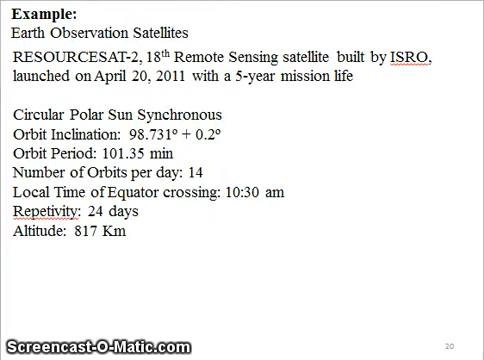 Example:
Earth Observation Satellites
RESOURCESAT-2, 18th Remote Sensing satellite built by ISRO,
launched on April 20, 2011 with a 5-year mission life
Circular Polar Sun Synchronous
Orbit Inclination: 98.731º + 0.2º
Orbit Period: 101.35 min
Number of Orbits per day: 14
Local Time of Equator crossing: 10:30 am
Repetivity: 24 days
Altitude: 817 Km
20
Screencast-O-Matic.com